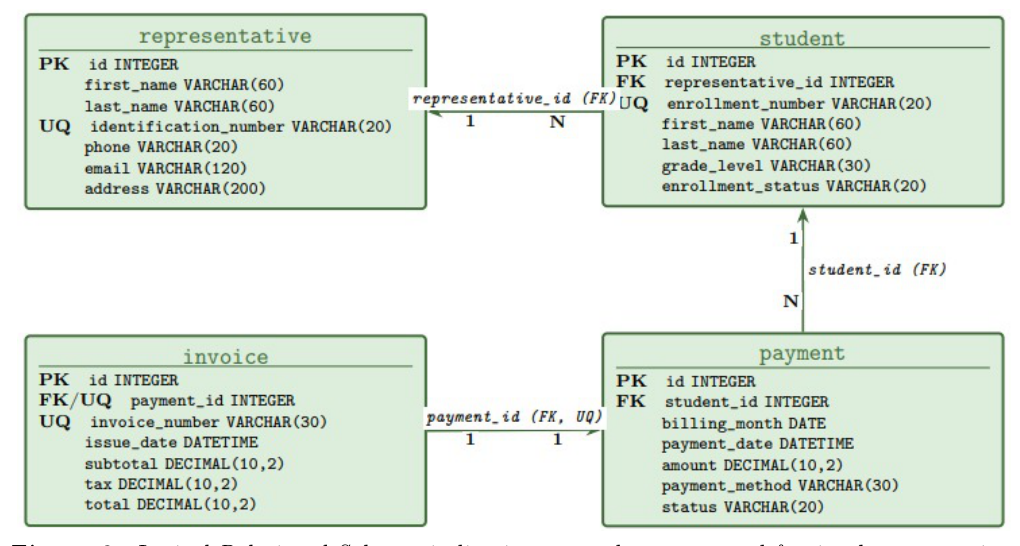 representative
PK id INTEGER
first_name VARCHAR(60)
last_name VARCHAR(60)
UQ identification_number VARCHAR(20)
phone VARCHAR(20)
email VARCHAR(120)
address VARCHAR(200)
representative_id (FK)
1 N
student
PK id INTEGER
FK representative_id INTEGER
UQ enrollment_number VARCHAR(20)
first_name VARCHAR(60)
last_name VARCHAR(60)
grade_level VARCHAR(30)
enrollment_status VARCHAR(20)
1
student_id (FK)
N
invoice
PK id INTEGER
FK/UQ payment_id INTEGER
UQ invoice_number VARCHAR(30)
issue_date DATETIME
subtotal DECIMAL(10,2)
tax DECIMAL(10,2)
total DECIMAL(10,2)
payment_id (FK, UQ)
1 1
payment
PK id INTEGER
FK student_id INTEGER
billing_month DATE
payment_date DATETIME
amount DECIMAL(10,2)
payment_method VARCHAR(30)
status VARCHAR(20)